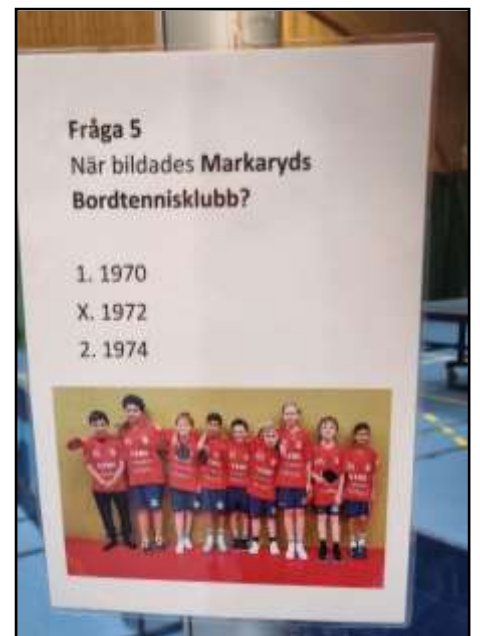 Fråga 5
När bildades Markaryds
Bordtennisklubb?
1. 1970
X. 1972
2. 1974